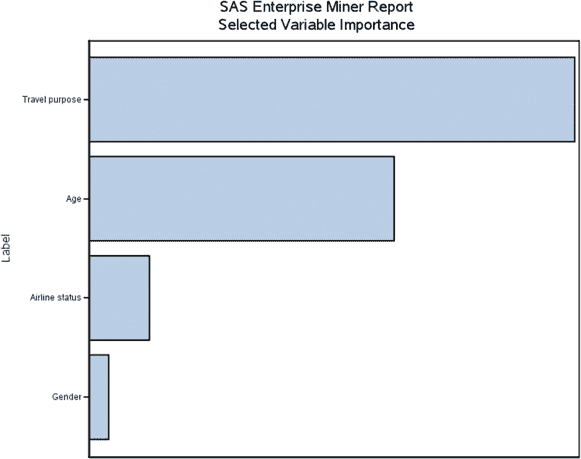 SAS Enterprise Miner Report
Selected Variable Importance
Travel purpose
Age
Label
Airline status
Gender